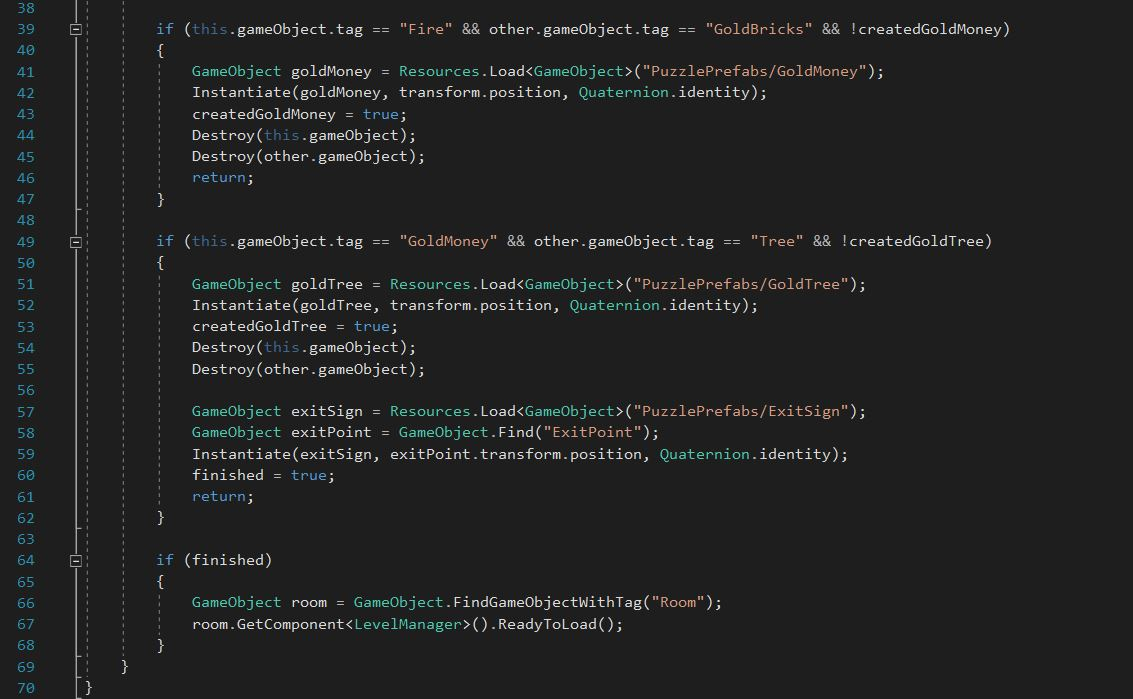 38
39 if (this.gameObject.tag == "Fire" && other.gameObject.tag == "GoldBricks" && !createdGoldMoney)
40 {
41 GameObject goldMoney = Resources.Load<GameObject>("PuzzlePrefabs/GoldMoney");
42 Instantiate(goldMoney, transform.position, Quaternion.identity);
43 createdGoldMoney = true;
44 Destroy(this.gameObject);
45 Destroy(other.gameObject);
46 return;
47 }
48
49 if (this.gameObject.tag == "GoldMoney" && other.gameObject.tag == "Tree" && !createdGoldTree)
50 {
51 GameObject goldTree = Resources.Load<GameObject>("PuzzlePrefabs/GoldTree");
52 Instantiate(goldTree, transform.position, Quaternion.identity);
53 createdGoldTree = true;
54 Destroy(this.gameObject);
55 Destroy(other.gameObject);
56
57 GameObject exitSign = Resources.Load<GameObject>("PuzzlePrefabs/ExitSign");
58 GameObject exitPoint = GameObject.Find("ExitPoint");
59 Instantiate(exitSign, exitPoint.transform.position, Quaternion.identity);
60 finished = true;
61 return;
62 }
63
64 if (finished)
65 {
66 GameObject room = GameObject.FindGameObjectWithTag("Room");
67 room.GetComponent<LevelManager>().ReadyToLoad();
68 }
69 }
70 }